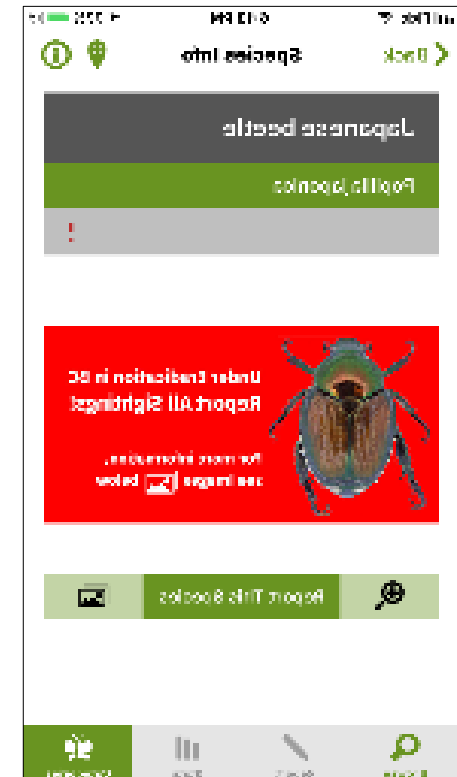 Species Info
Back
Japanese beetle
Popillia japonica
!
Under Eradication in BC
Report All Sightings!
For more information,
see images below
Report This Species